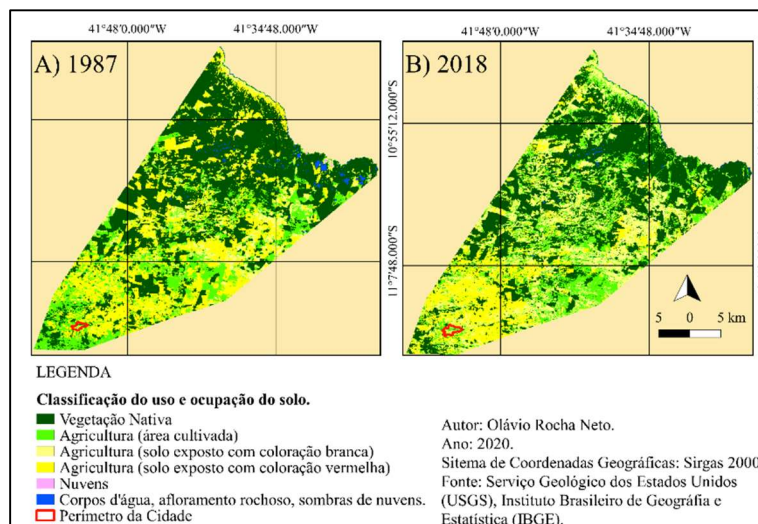 41°48'0.000"W 41°34'48.000"W
41°48'0.000"W 41°34'48.000"W
A) 1987
B) 2018
10°55'12.000"S
11°7'48.000"S
5 0 5 km
LEGENDA
Classificação do uso e ocupação do solo.
Vegetação Nativa
Agricultura (área cultivada)
Agricultura (solo exposto com coloração branca)
Agricultura (solo exposto com coloração vermelha)
Nuvens
Corpos d'água, afloramento rochoso, sombras de nuvens.
Perímetro da Cidade
Autor: Olávio Rocha Neto.
Ano: 2020.
Sitema de Coordenadas Geográficas: Sirgas 2000
Fonte: Serviço Geológico dos Estados Unidos
(USGS), Instituto Brasileiro de Geográfia e
Estatística (IBGE).